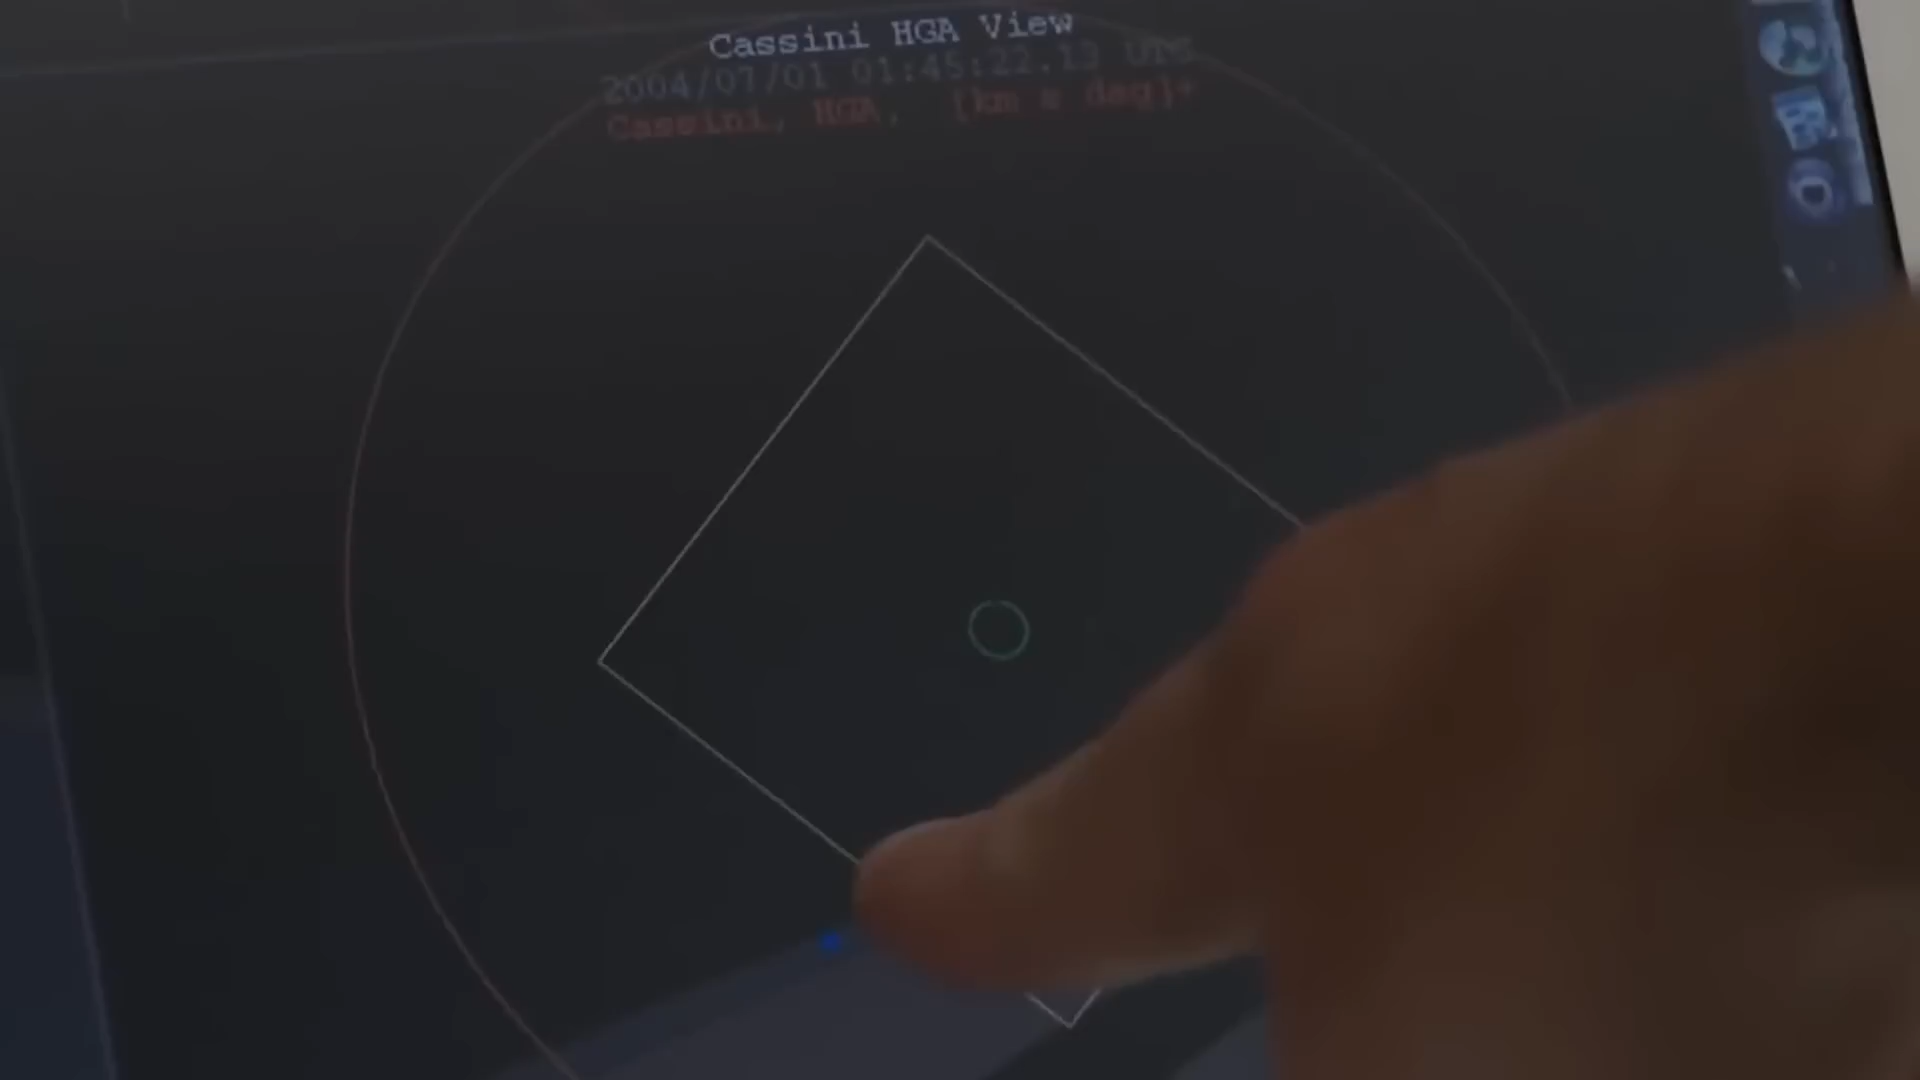 Cassini HGA View
2004/07/01 01:45:22.13 UTC
Cassini, HGA, [km & deg]+